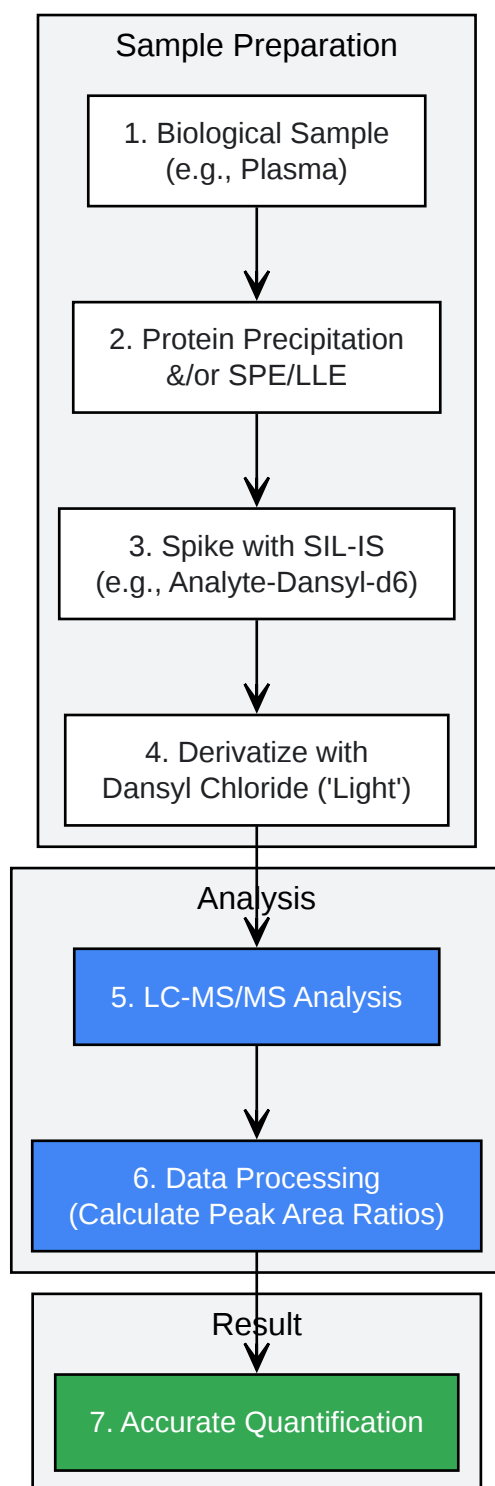 Sample Preparation
1. Biological Sample
(e.g., Plasma)
2. Protein Precipitation
&/or SPE/LLE
3. Spike with SIL-IS
(e.g., Analyte-Dansyl-d6)
4. Derivatize with
Dansyl Chloride ('Light')
Analysis
5. LC-MS/MS Analysis
6. Data Processing
(Calculate Peak Area Ratios)
Result
7. Accurate Quantification